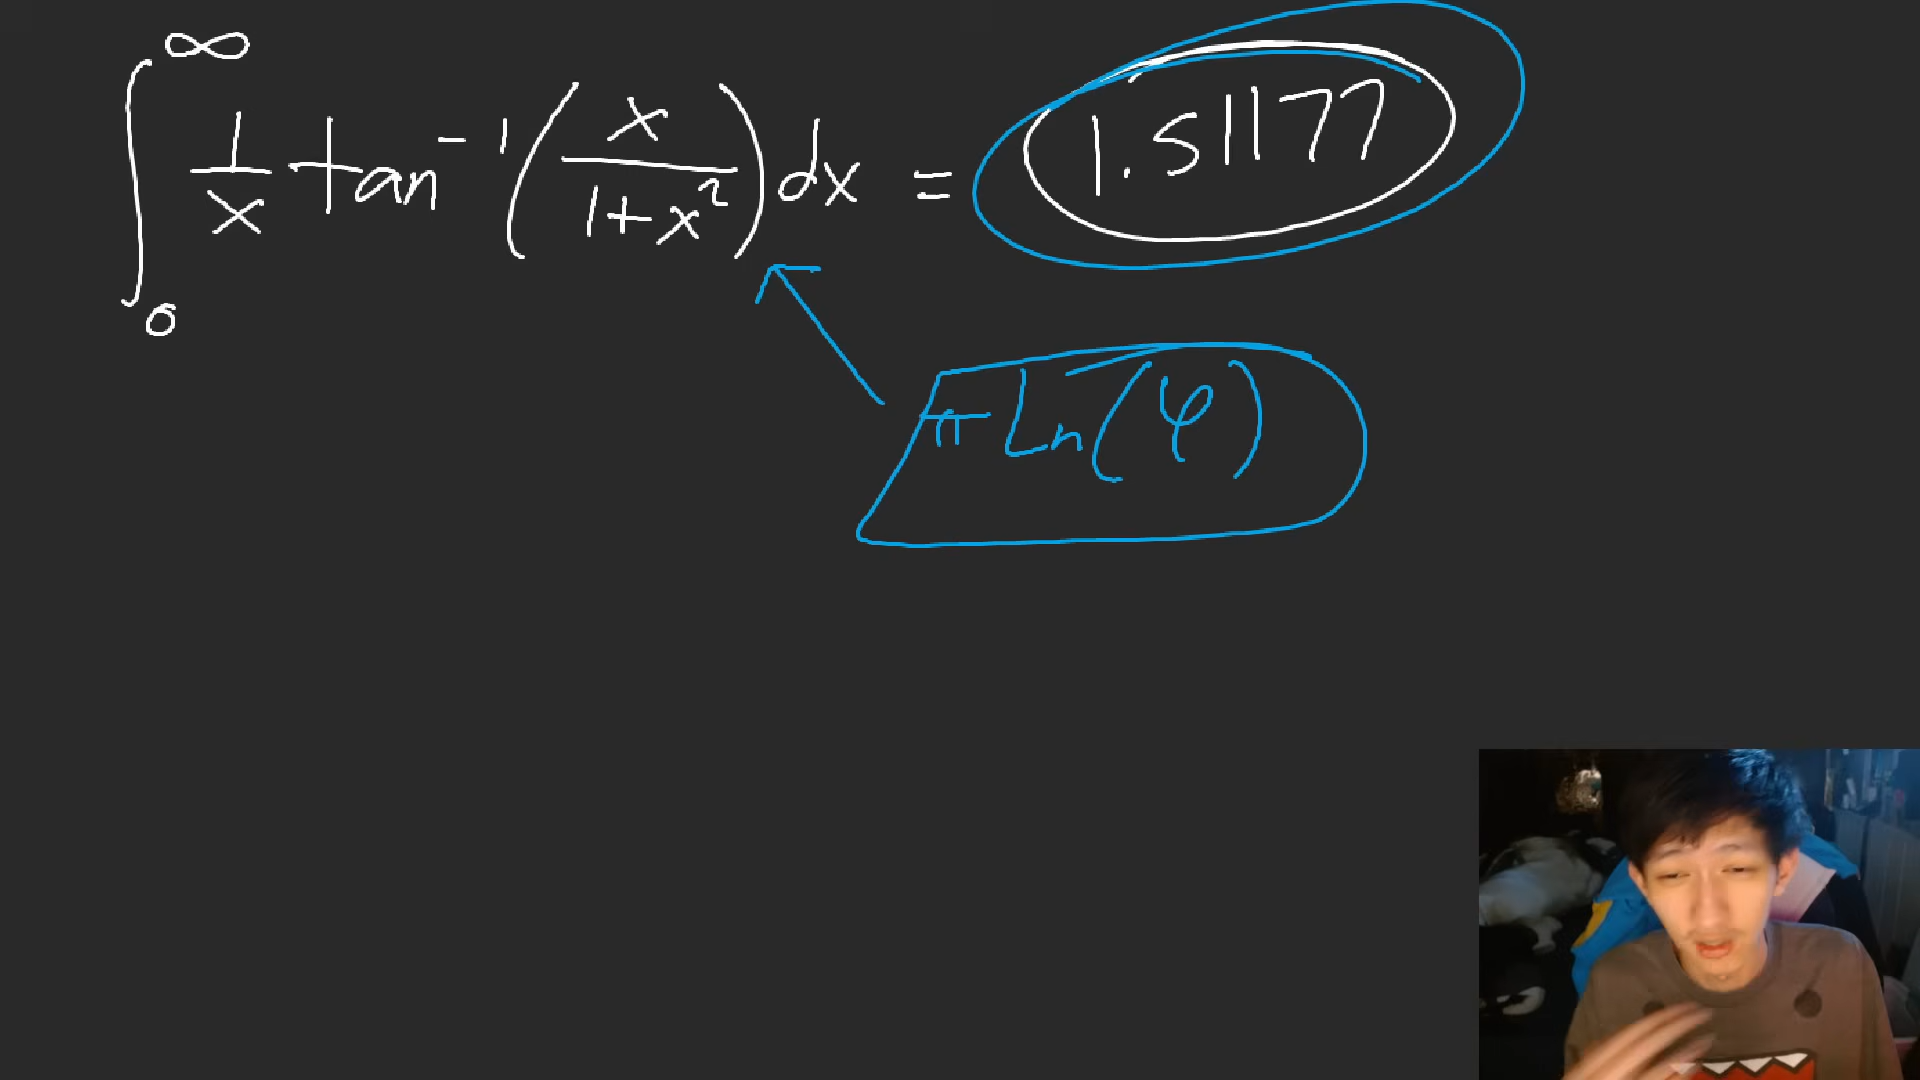 ∫₀^∞ 1/x tan⁻¹(x/(1+x²)) dx = 1.51177
π Ln(φ)